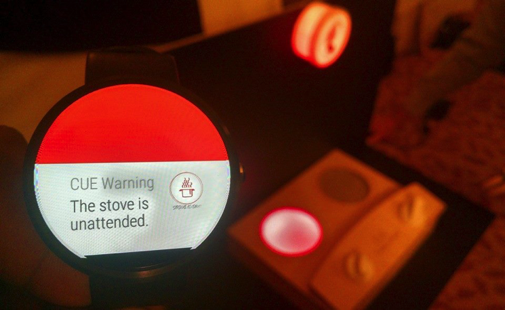 CUE Warning
The stove is
unattended.